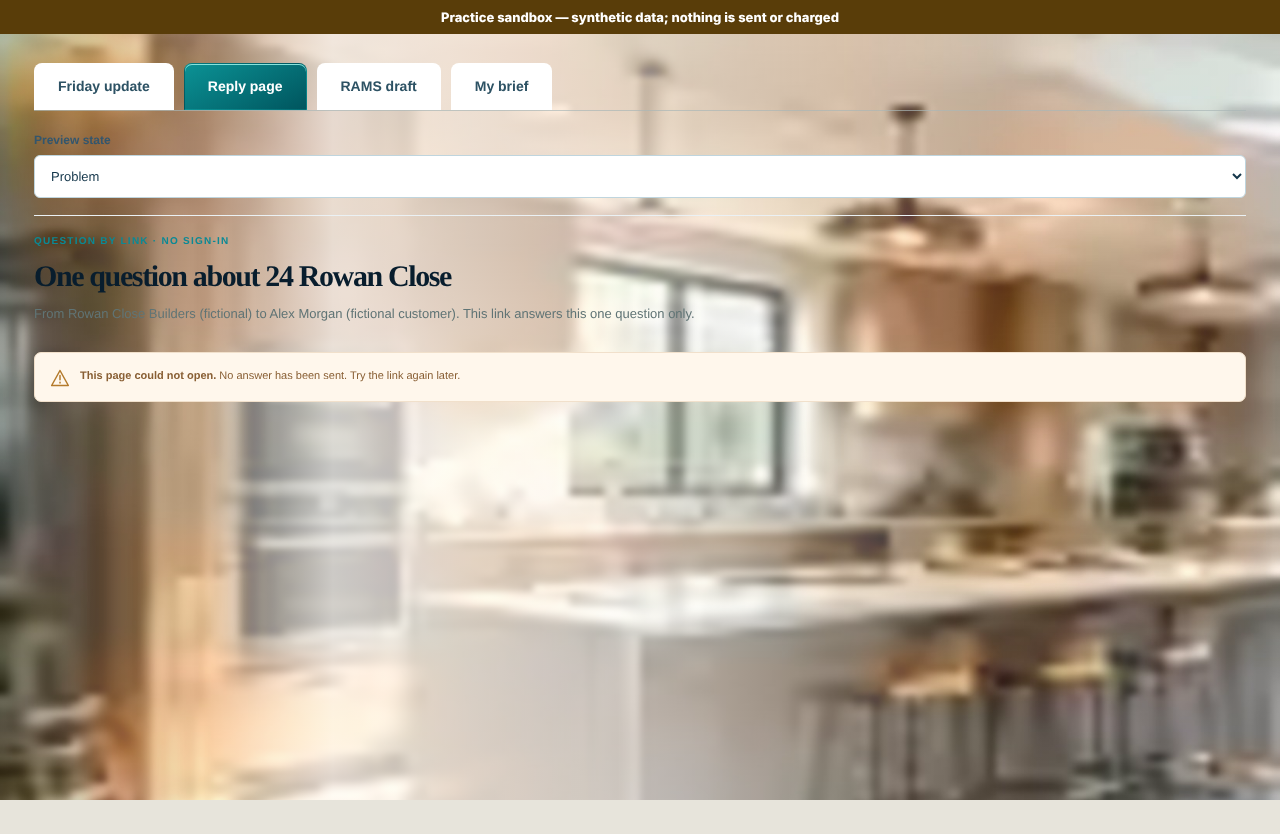 Practice sandbox — synthetic data; nothing is sent or charged
Friday update
Reply page
RAMS draft
My brief
Preview state
Problem
QUESTION BY LINK · NO SIGN-IN
One question about 24 Rowan Close
From Rowan Close Builders (fictional) to Alex Morgan (fictional customer). This link answers this one question only.
This page could not open. No answer has been sent. Try the link again later.